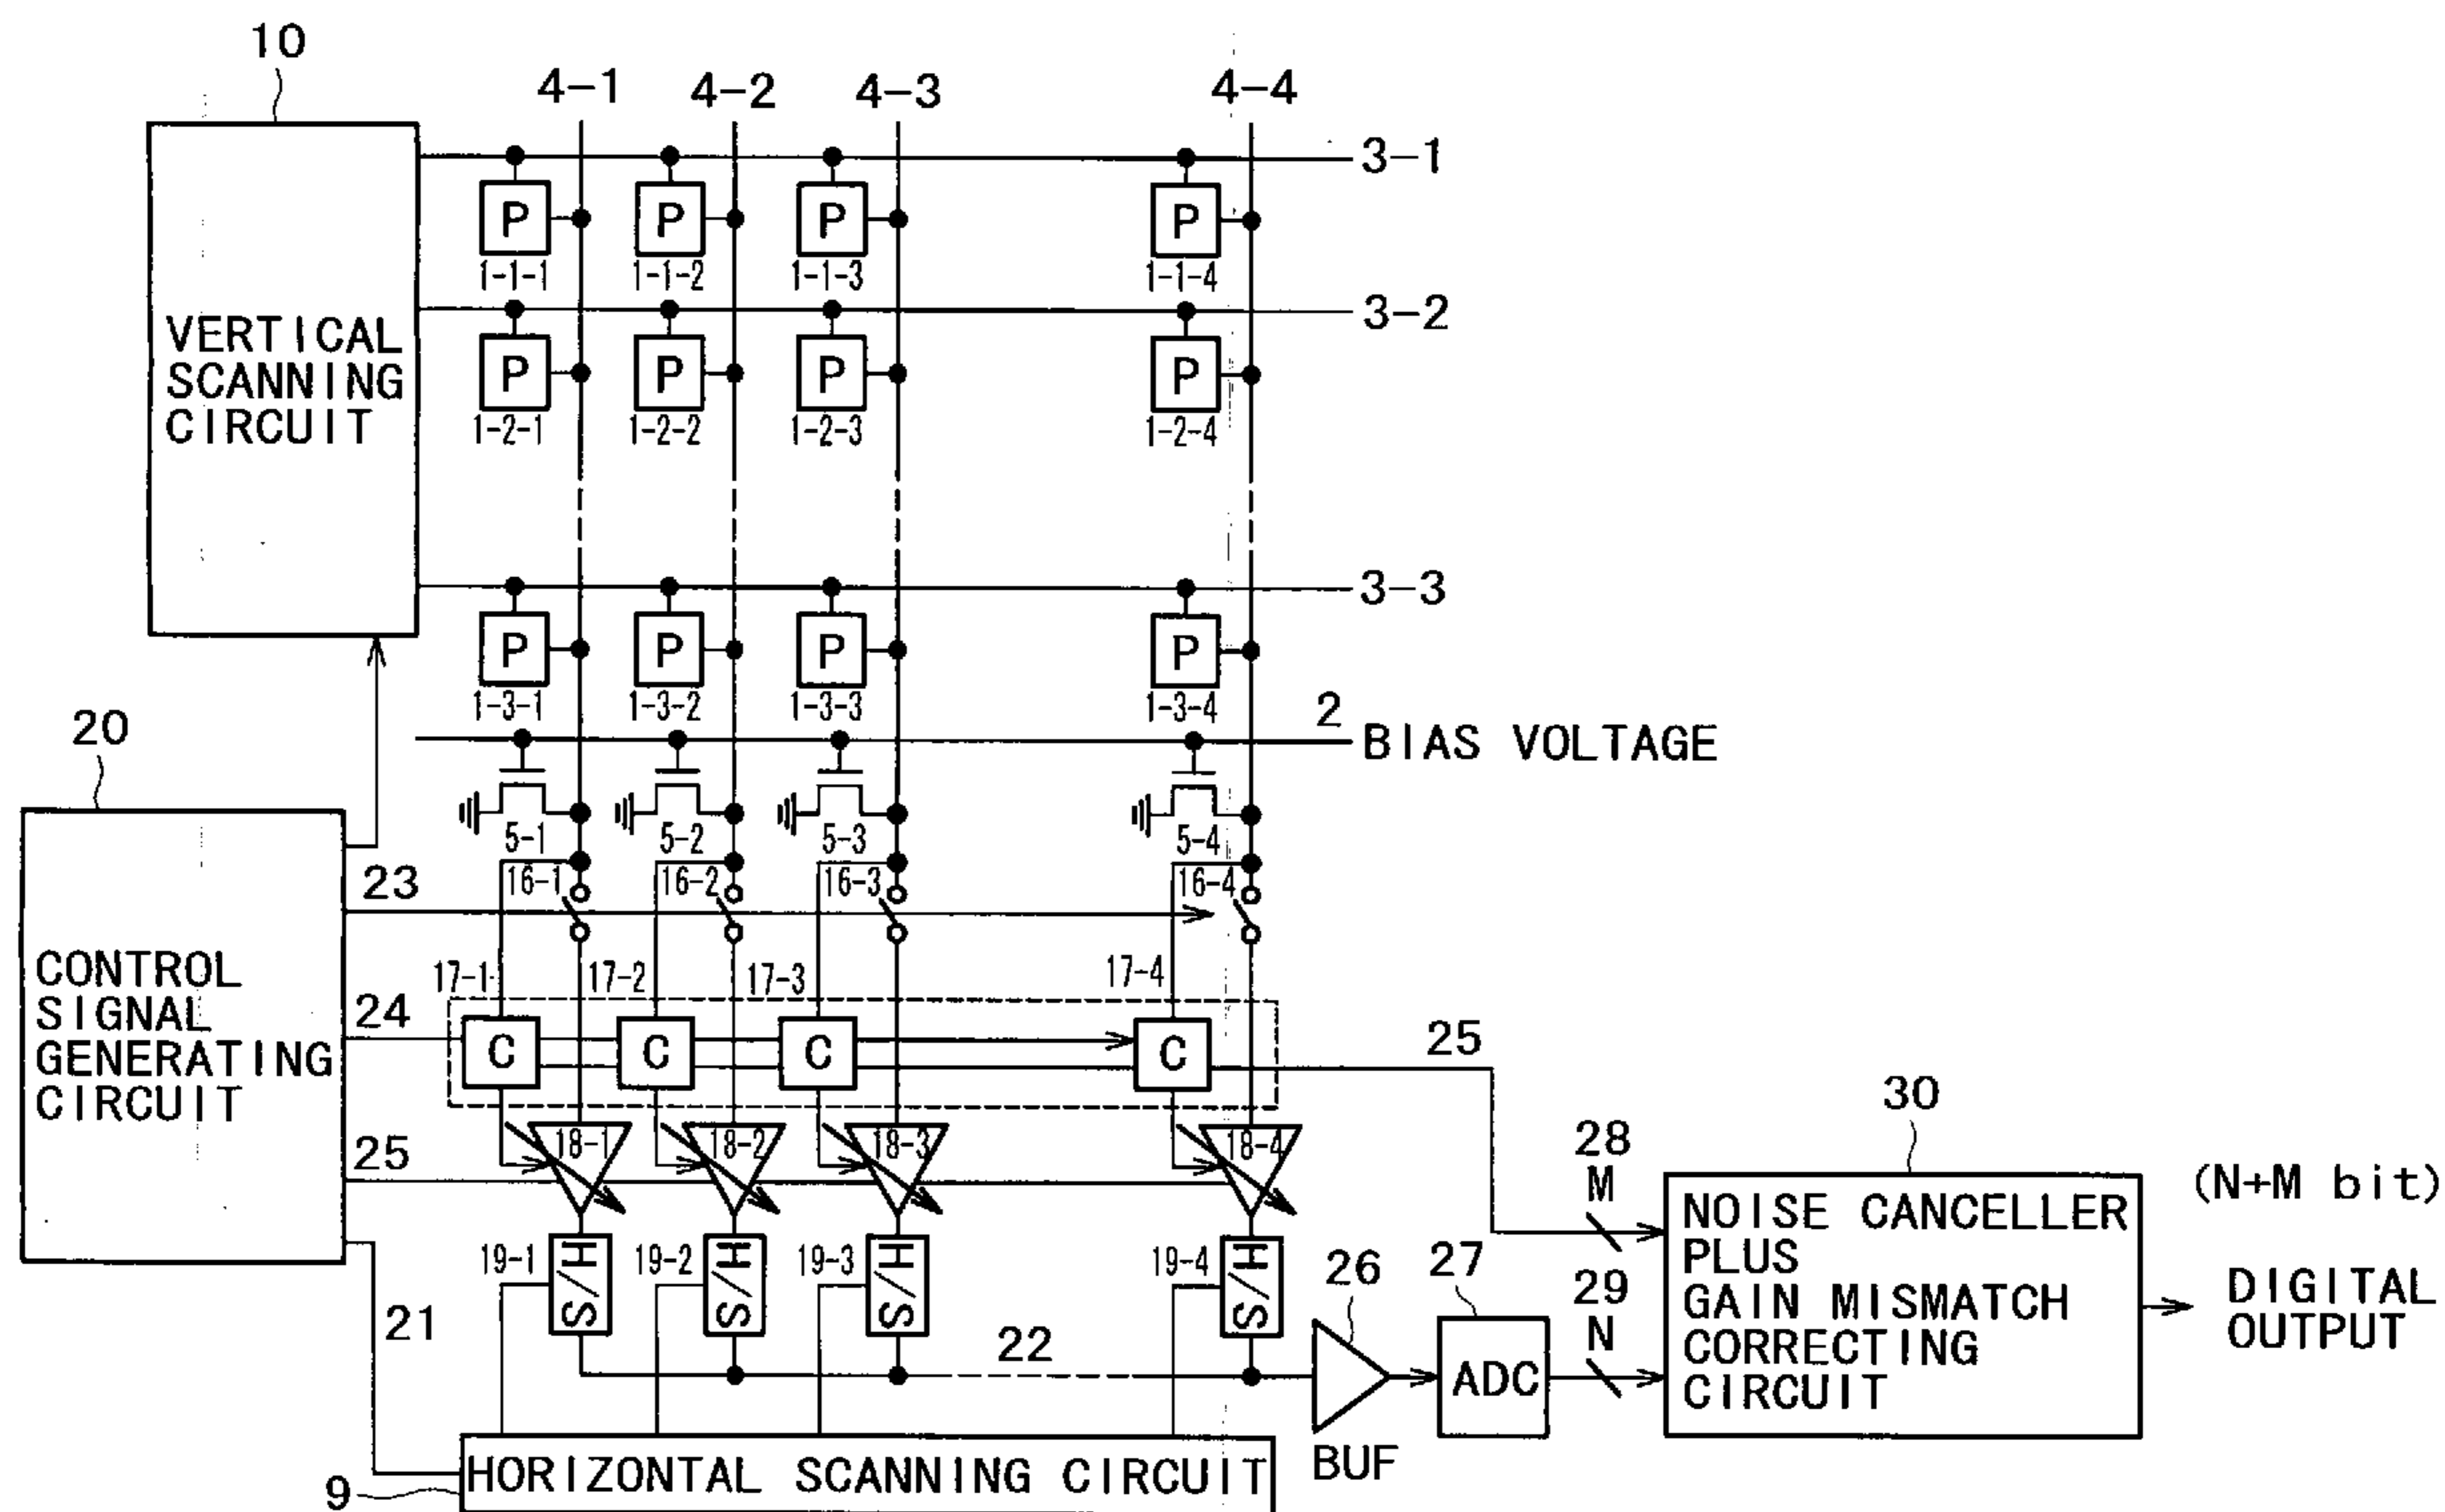 10
4-1 4-2 4-3 4-4
3-1
P P P P
1-1-1 1-1-2 1-1-3 1-1-4
3-2
VERTICAL
SCANNING
CIRCUIT
P P P P
1-2-1 1-2-2 1-2-3 1-2-4
3-3
P P P P
1-3-1 1-3-2 1-3-3 1-3-4
2
BIAS VOLTAGE
20
5-1 5-2 5-3 5-4
16-1 16-2 16-3 16-4
23
CONTROL
SIGNAL
GENERATING
CIRCUIT
17-1 17-2 17-3 17-4
24
C C C C
25
25
18-1 18-2 18-3 18-4
19-1 19-2 19-3 19-4
S/H S/H S/H S/H
21
22
26
BUF
27
ADC
28
M
29
N
30
NOISE CANCELLER
PLUS
GAIN MISMATCH
CORRECTING
CIRCUIT
(N+M bit)
DIGITAL
OUTPUT
9
HORIZONTAL SCANNING CIRCUIT